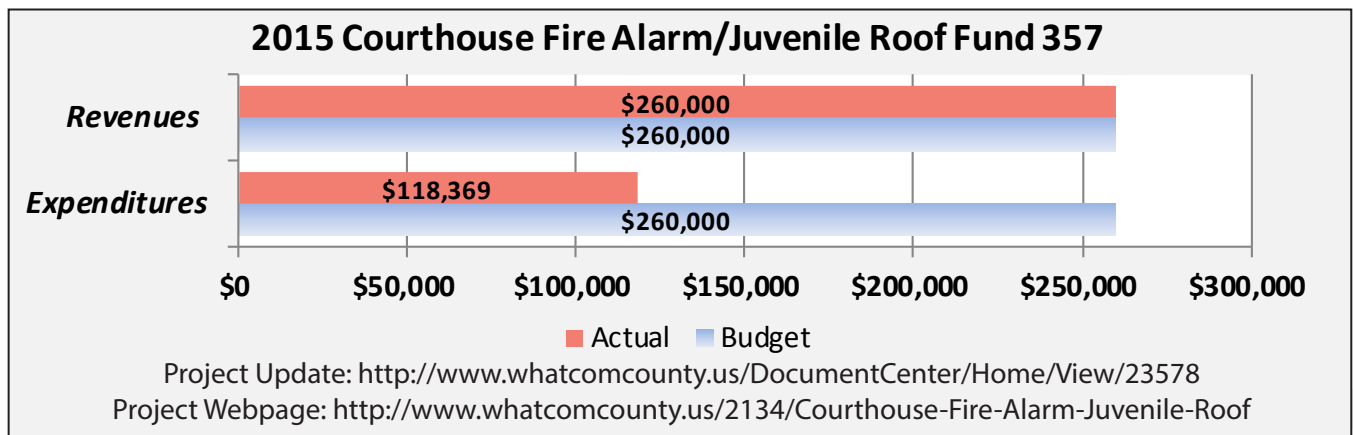 2015 Courthouse Fire Alarm/Juvenile Roof Fund 357
Revenues
$260,000
$260,000
Expenditures
$118,369
$260,000
$0 $50,000 $100,000 $150,000 $200,000 $250,000 $300,000
Actual Budget
Project Update: http://www.whatcomcounty.us/DocumentCenter/Home/View/23578
Project Webpage: http://www.whatcomcounty.us/2134/Courthouse-Fire-Alarm-Juvenile-Roof